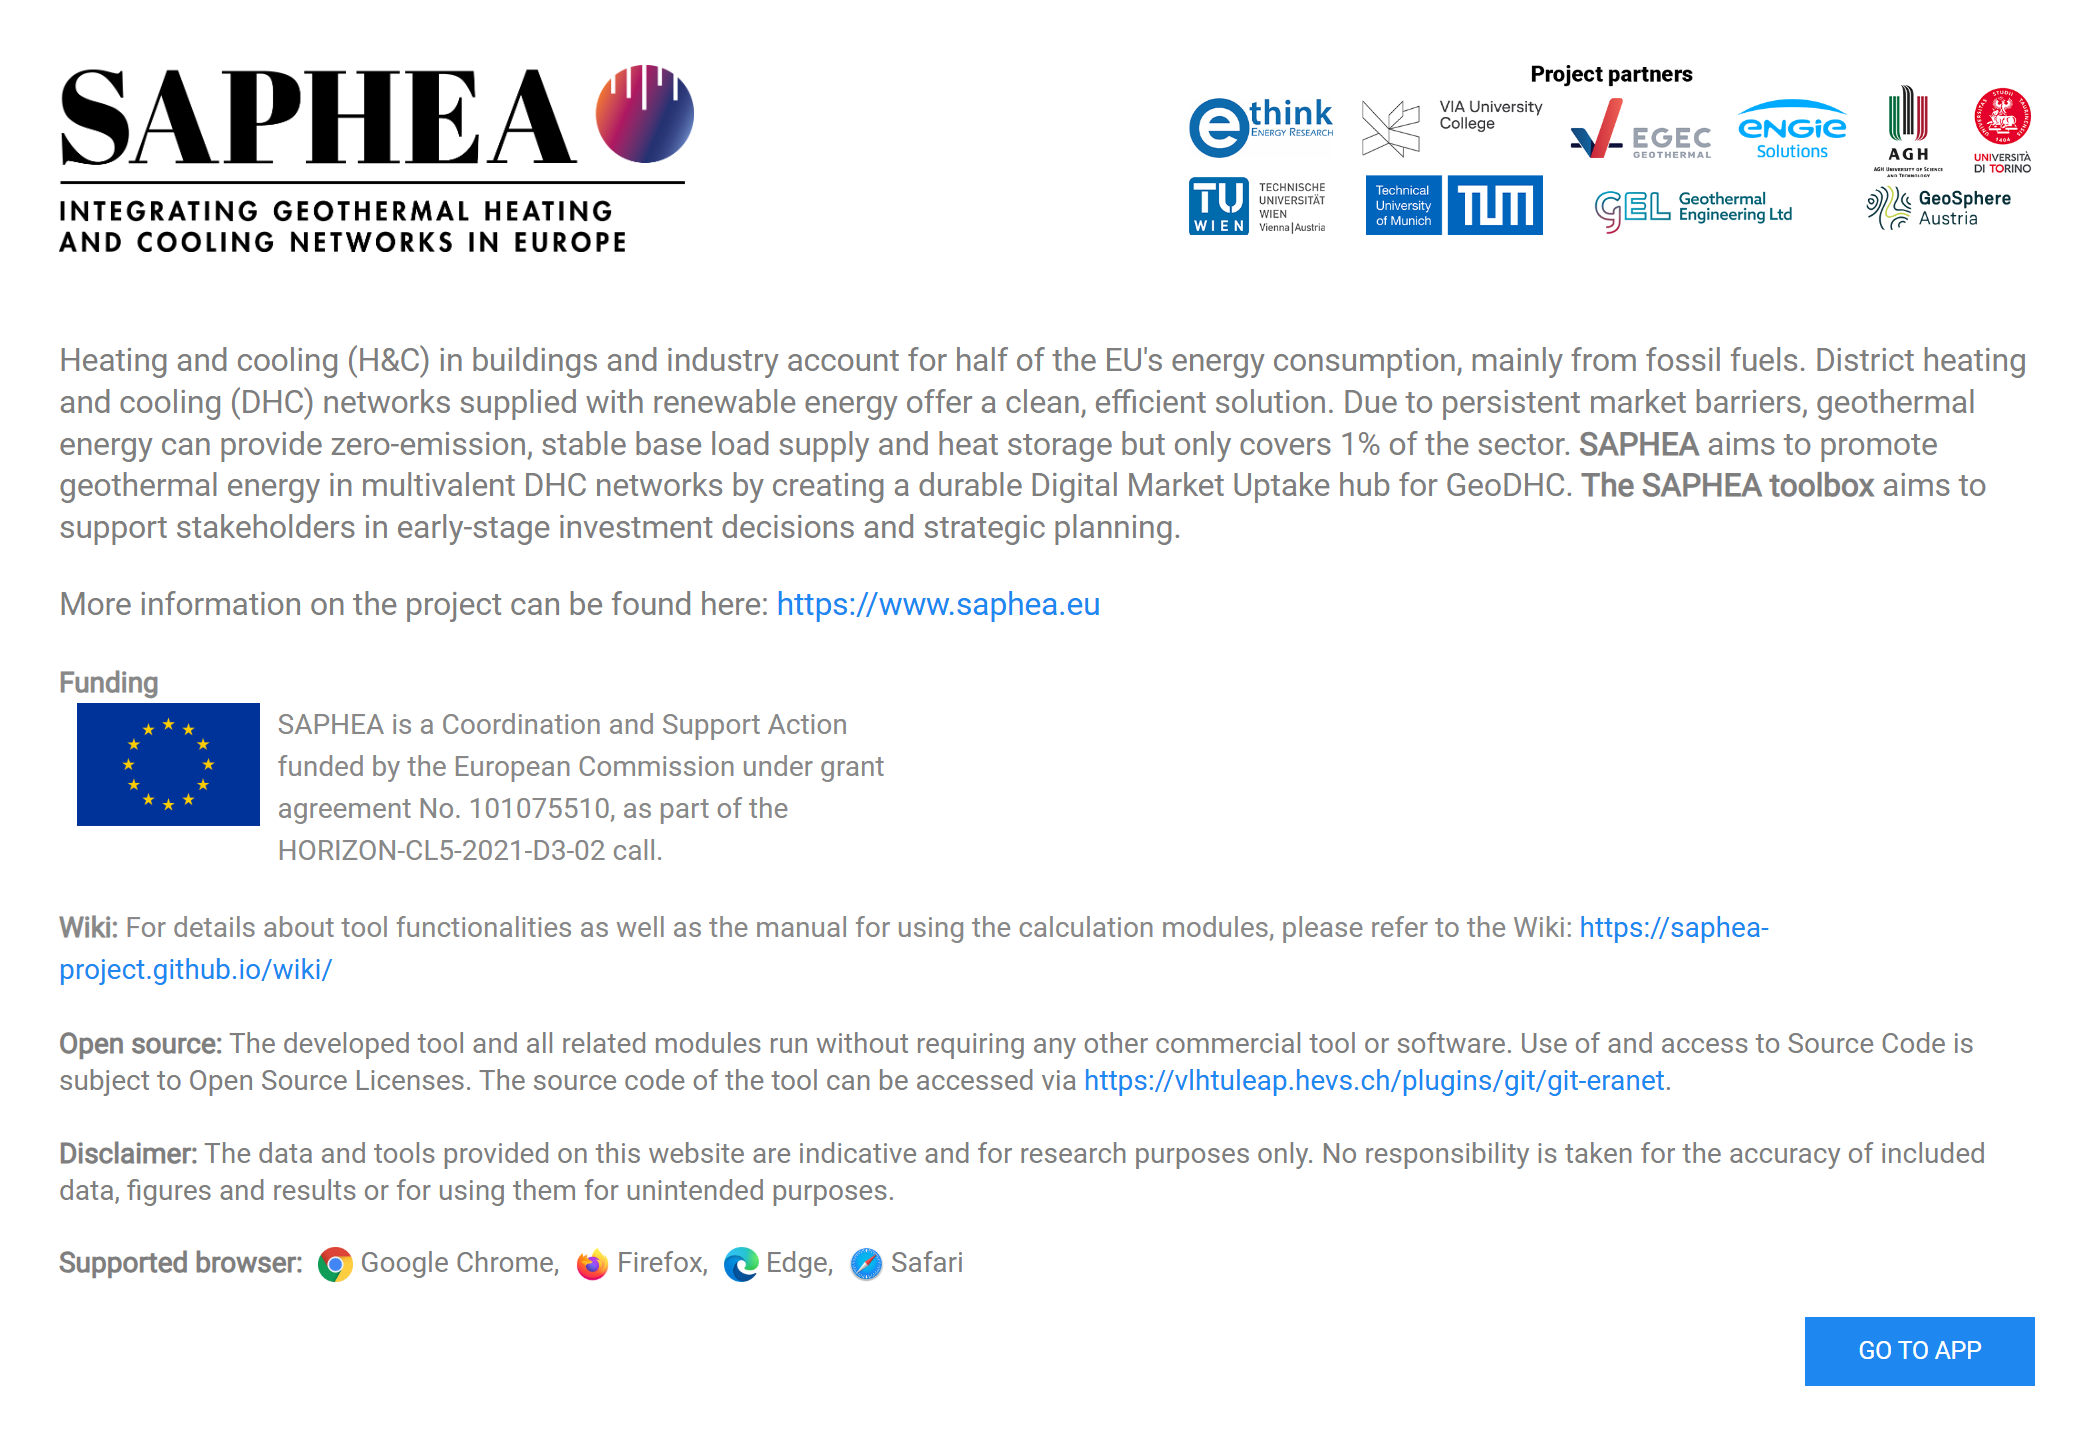 SAPHEA
INTEGRATING GEOTHERMAL HEATING
AND COOLING NETWORKS IN EUROPE
Project partners
ethink
ENERGY RESEARCH
VIA University
College
EGEC
GEOTHERMAL
ENGIE
Solutions
AGH
AGH UNIVERSITY OF SCIENCE
AND TECHNOLOGY
UNIVERSITÀ
DI TORINO
TU
WIEN
TECHNISCHE
UNIVERSITÄT
WIEN
Vienna|Austria
Technical
University
of Munich
TUM
GEL
Geothermal
Engineering Ltd
GeoSphere
Austria
Heating and cooling (H&C) in buildings and industry account for half of the EU's energy consumption, mainly from fossil fuels. District heating
and cooling (DHC) networks supplied with renewable energy offer a clean, efficient solution. Due to persistent market barriers, geothermal
energy can provide zero-emission, stable base load supply and heat storage but only covers 1% of the sector. SAPHEA aims to promote
geothermal energy in multivalent DHC networks by creating a durable Digital Market Uptake hub for GeoDHC. The SAPHEA toolbox aims to
support stakeholders in early-stage investment decisions and strategic planning.
More information on the project can be found here: https://www.saphea.eu
Funding
SAPHEA is a Coordination and Support Action
funded by the European Commission under grant
agreement No. 101075510, as part of the
HORIZON-CL5-2021-D3-02 call.
Wiki: For details about tool functionalities as well as the manual for using the calculation modules, please refer to the Wiki: https://saphea-
project.github.io/wiki/
Open source: The developed tool and all related modules run without requiring any other commercial tool or software. Use of and access to Source Code is
subject to Open Source Licenses. The source code of the tool can be accessed via https://vlhtuleap.hevs.ch/plugins/git/git-eranet.
Disclaimer: The data and tools provided on this website are indicative and for research purposes only. No responsibility is taken for the accuracy of included
data, figures and results or for using them for unintended purposes.
Supported browser: Google Chrome, Firefox, Edge, Safari
GO TO APP